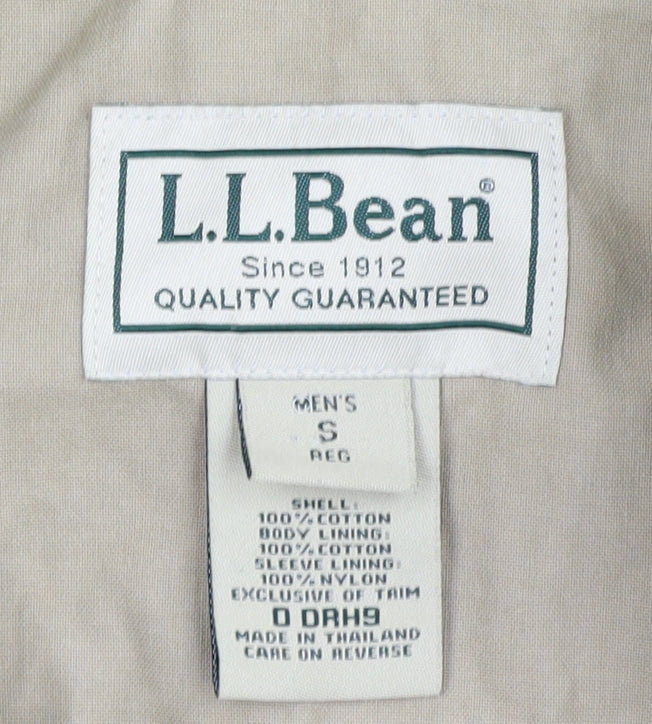 L.L.Bean®
Since 1912
QUALITY GUARANTEED
MEN'S
S
REG
SHELL:
100% COTTON
BODY LINING:
100% COTTON
SLEEVE LINING:
100% NYLON
EXCLUSIVE OF TRIM
0 DRH9
MADE IN THAILAND
CARE ON REVERSE